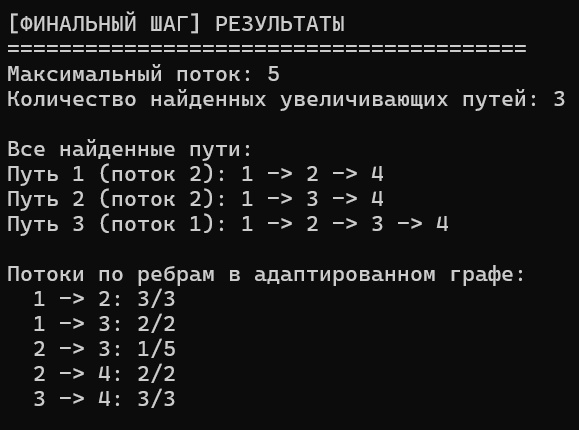 [ФИНАЛЬНЫЙ ШАГ] РЕЗУЛЬТАТЫ
========================================
Максимальный поток: 5
Количество найденных увеличивающих путей: 3
Все найденные пути:
Путь 1 (поток 2): 1 -> 2 -> 4
Путь 2 (поток 2): 1 -> 3 -> 4
Путь 3 (поток 1): 1 -> 2 -> 3 -> 4
Потоки по ребрам в адаптированном графе:
1 -> 2: 3/3
1 -> 3: 2/2
2 -> 3: 1/5
2 -> 4: 2/2
3 -> 4: 3/3